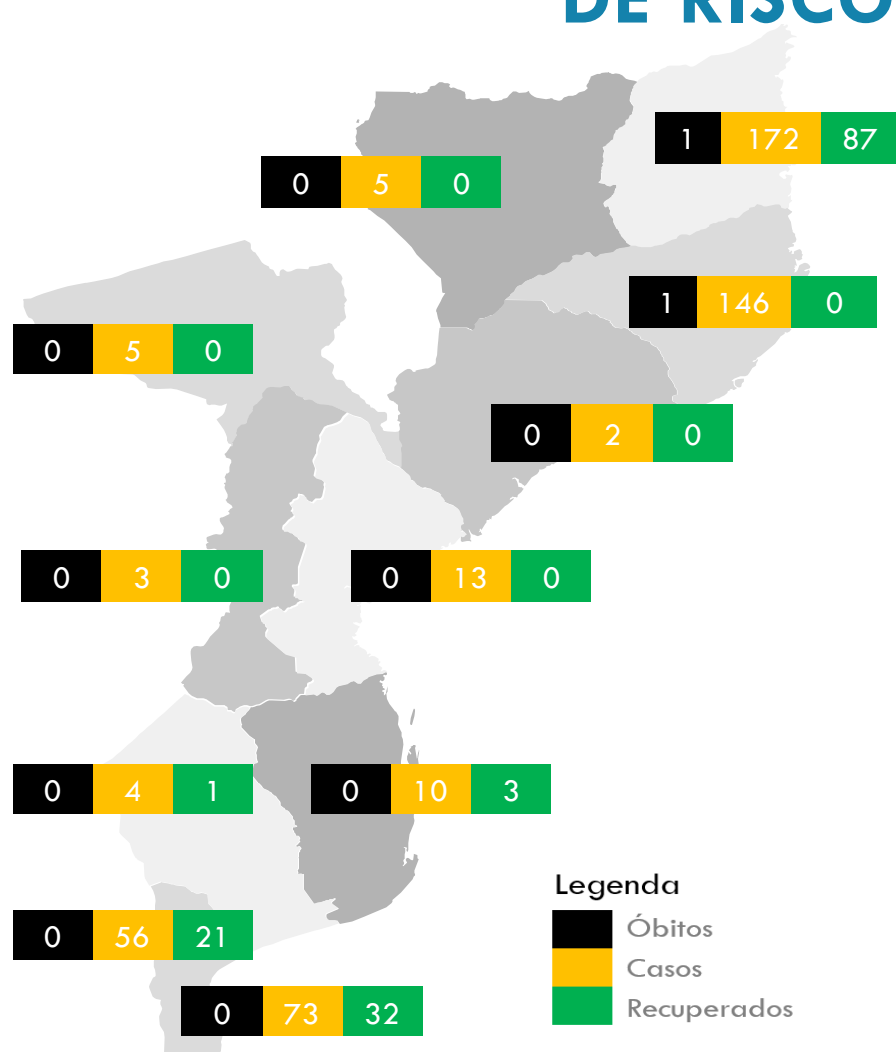 DE RISCO
1 172 87
0 5 0
1 146 0
0 5 0
0 2 0
0 3 0
0 13 0
0 4 1
0 10 3
Legenda
Óbitos
Casos
Recuperados
0 56 21
0 73 32